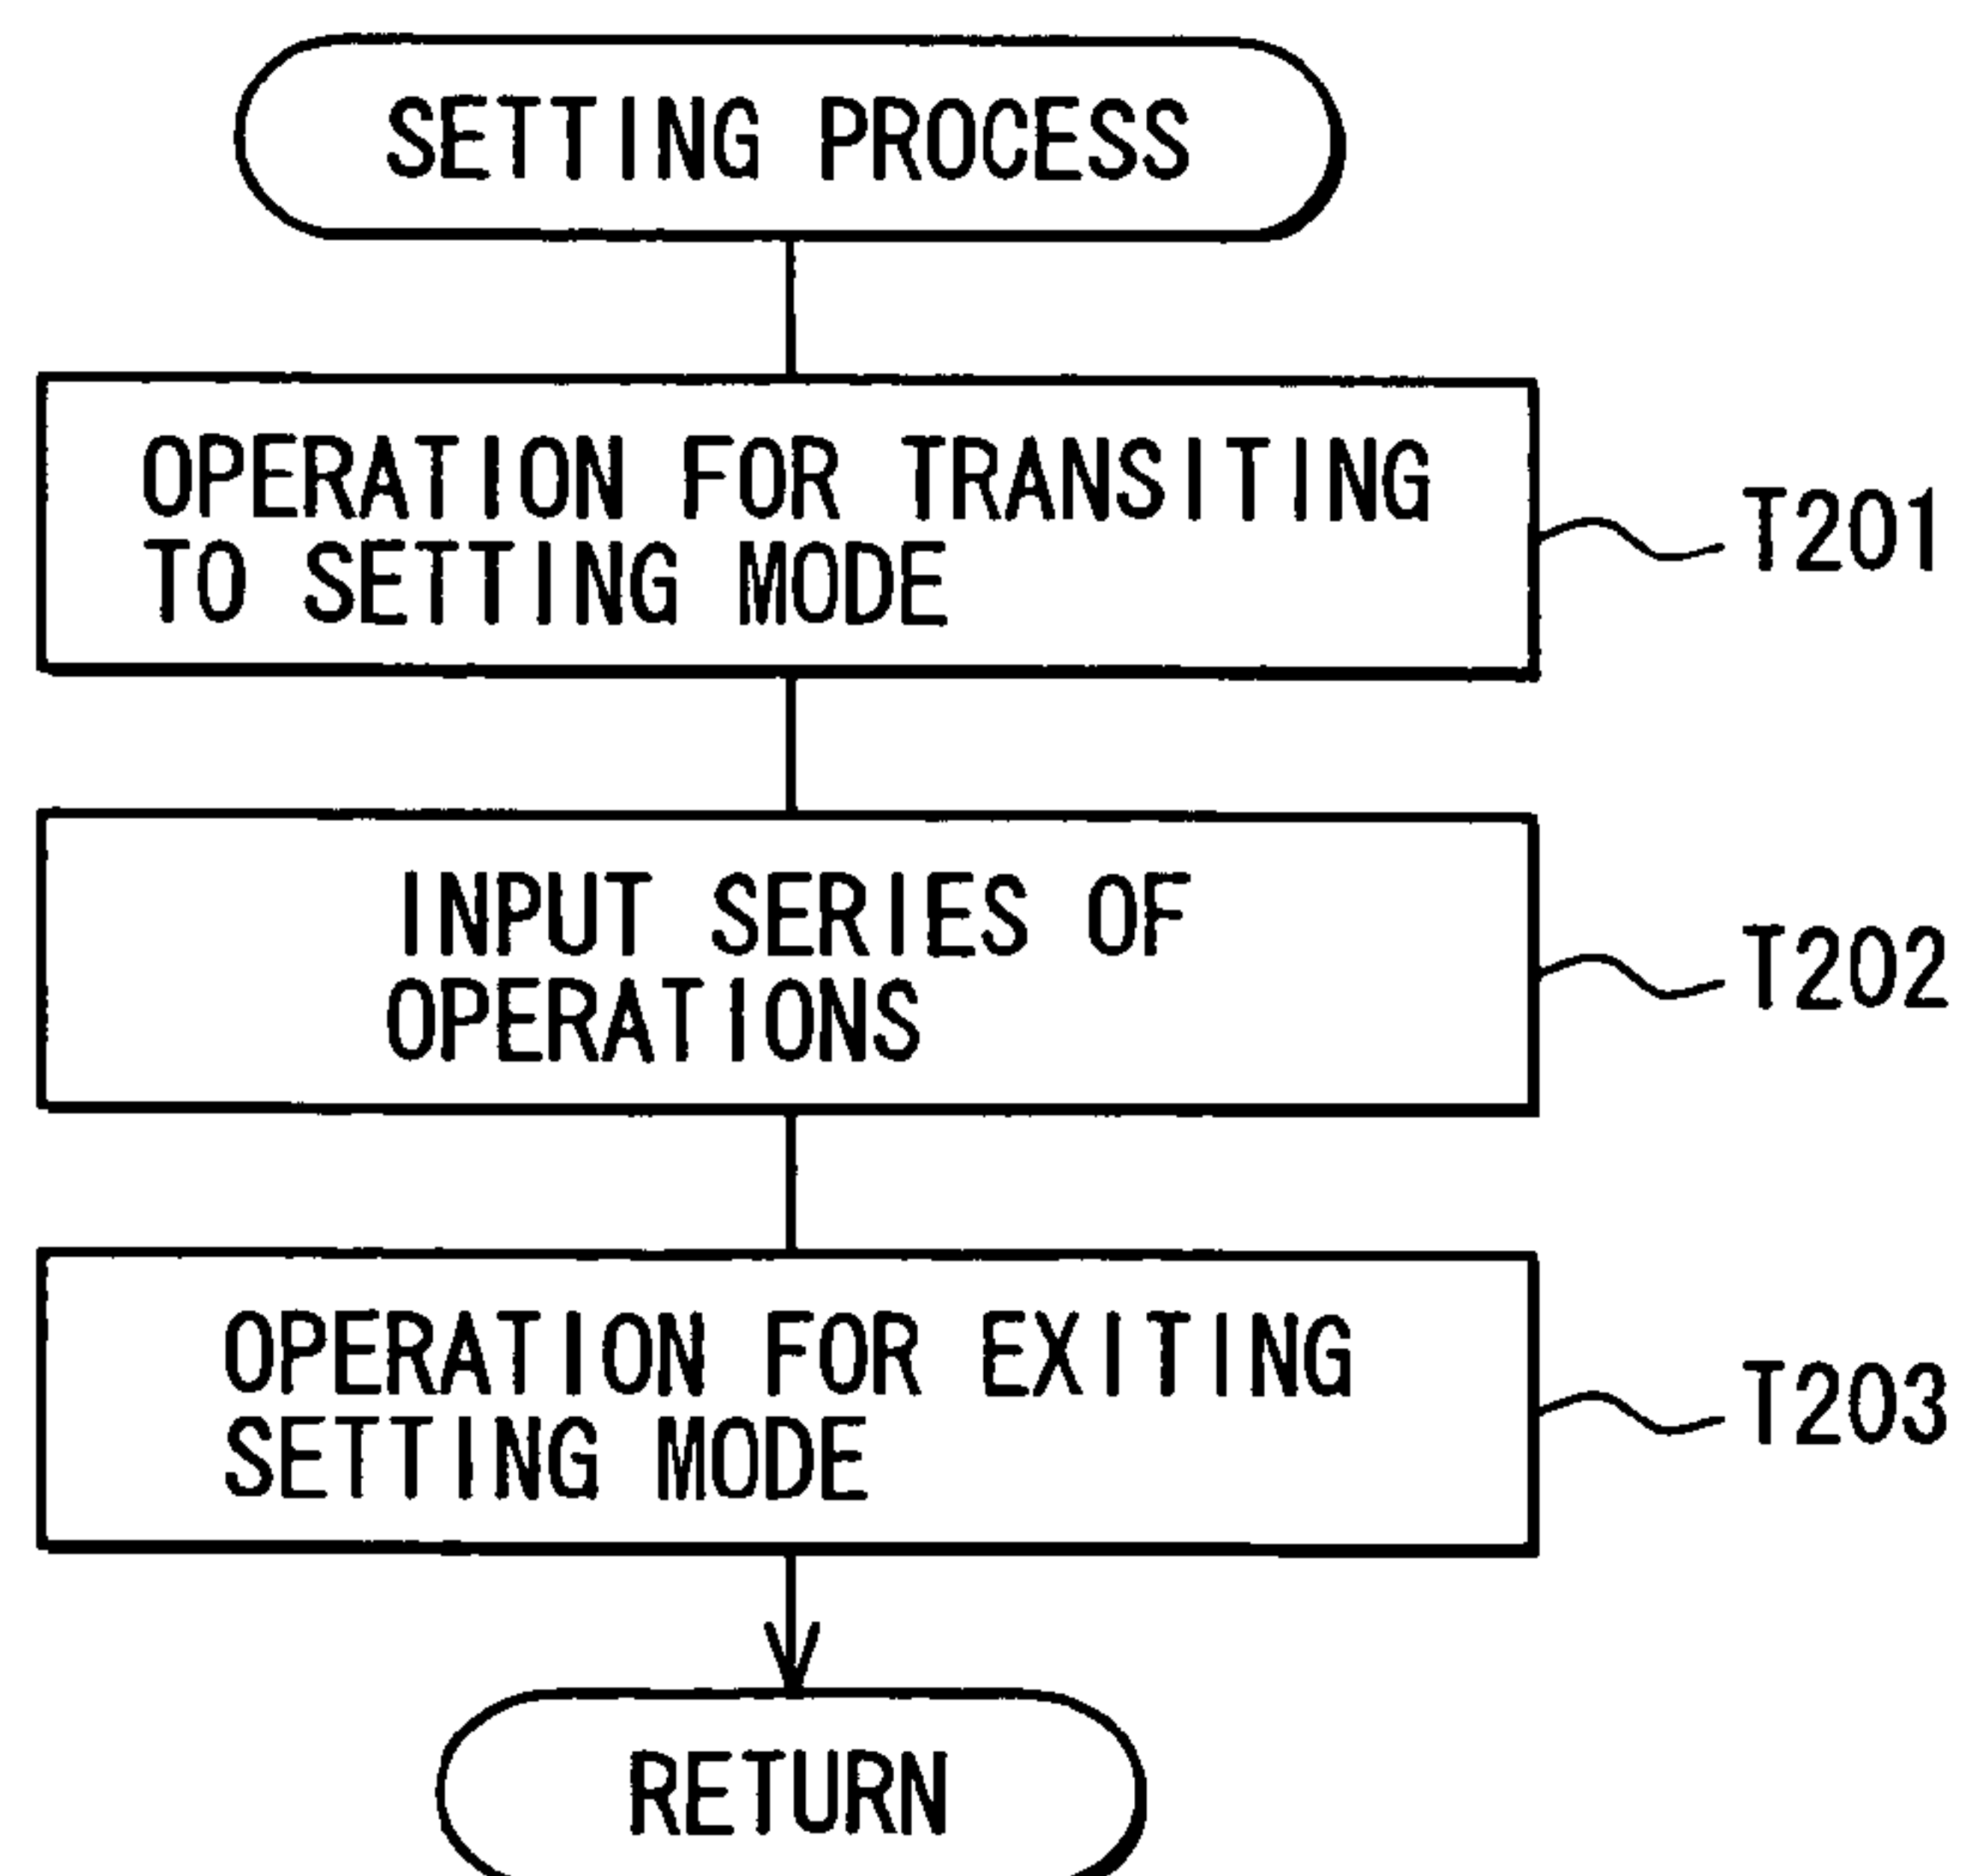 SETTING PROCESS
OPERATION FOR TRANSITING
TO SETTING MODE
T201
INPUT SERIES OF
OPERATIONS
T202
OPERATION FOR EXITING
SETTING MODE
T203
RETURN